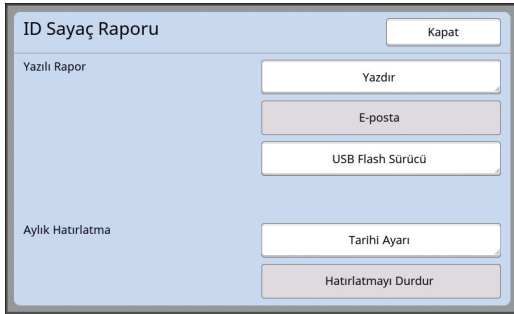 ID Sayaç Raporu
Kapat
Yazılı Rapor
Yazdır
E-posta
USB Flash Sürücü
Aylık Hatırlatma
Tarihi Ayarı
Hatırlatmayı Durdur